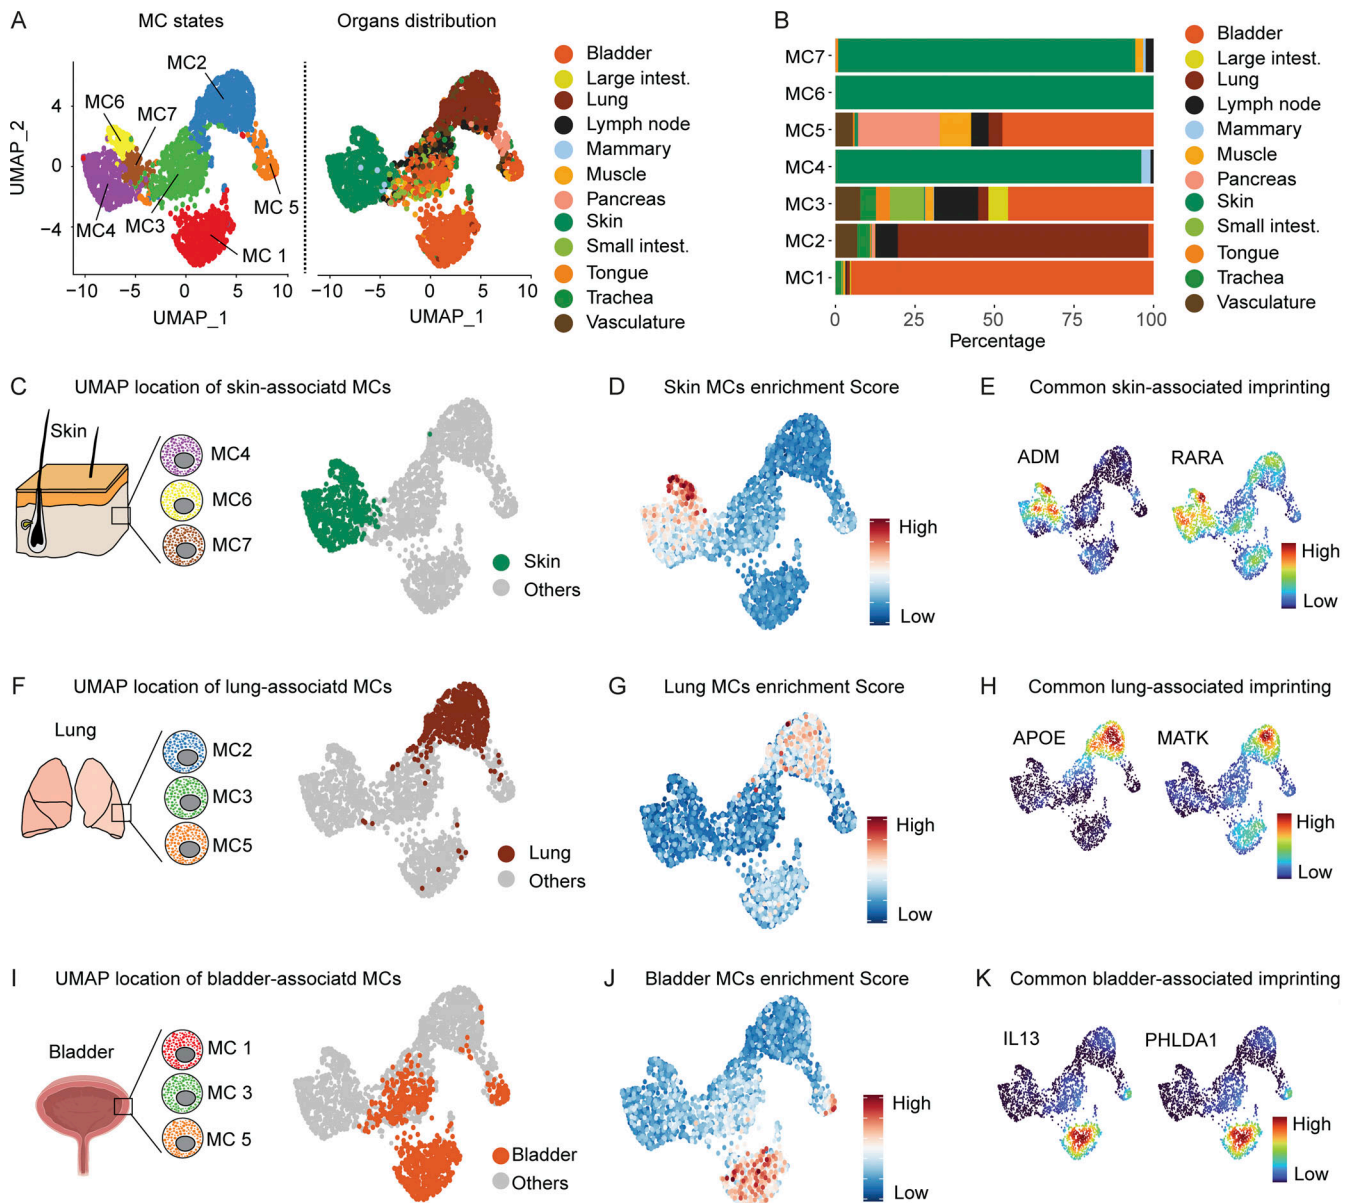 A
MC states
Organs distribution
MC2
MC6
MC7
MC4
MC3
MC 5
MC 1
UMAP_2
4
0
−4
−10
−5
0
5
10
UMAP_1
−10
−5
0
5
10
UMAP_1
Bladder
Large intest.
Lung
Lymph node
Mammary
Muscle
Pancreas
Skin
Small intest.
Tongue
Trachea
Vasculature
B
MC7
MC6
MC5
MC4
MC3
MC2
MC1
0
25
50
75
100
Percentage
Bladder
Large intest.
Lung
Lymph node
Mammary
Muscle
Pancreas
Skin
Small intest.
Tongue
Trachea
Vasculature
C
UMAP location of skin-associatd MCs
Skin
MC4
MC6
MC7
Skin
Others
D
Skin MCs enrichment Score
High
Low
E
Common skin-associated imprinting
ADM
RARA
High
Low
F
UMAP location of lung-associatd MCs
Lung
MC2
MC3
MC5
Lung
Others
G
Lung MCs enrichment Score
High
Low
H
Common lung-associated imprinting
APOE
MATK
High
Low
I
UMAP location of bladder-associatd MCs
Bladder
MC 1
MC 3
MC 5
Bladder
Others
J
Bladder MCs enrichment Score
High
Low
K
Common bladder-associated imprinting
IL13
PHLDA1
High
Low